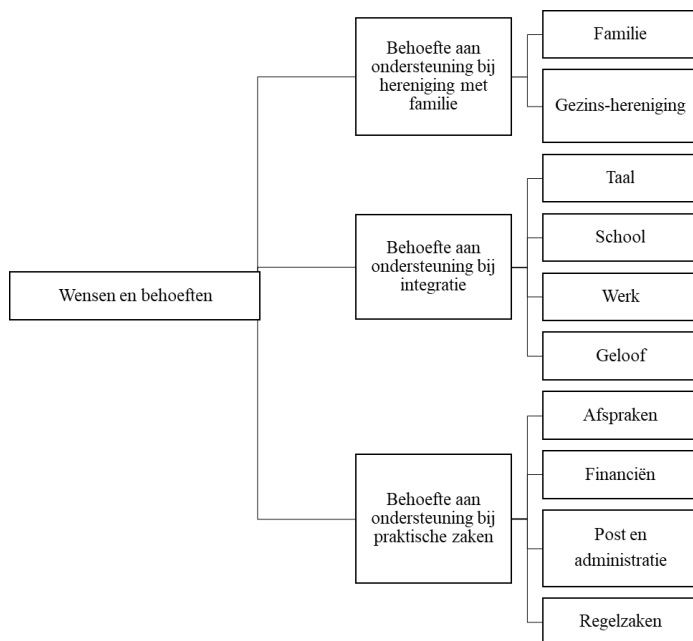 Wensen en behoeften
Behoefte aan
ondersteuning bij
hereniging met
familie
Familie
Gezins-hereniging
Behoefte aan
ondersteuning bij
integratie
Taal
School
Werk
Geloof
Behoefte aan
ondersteuning bij
praktische zaken
Afspraken
Financiën
Post en
administratie
Regelzaken